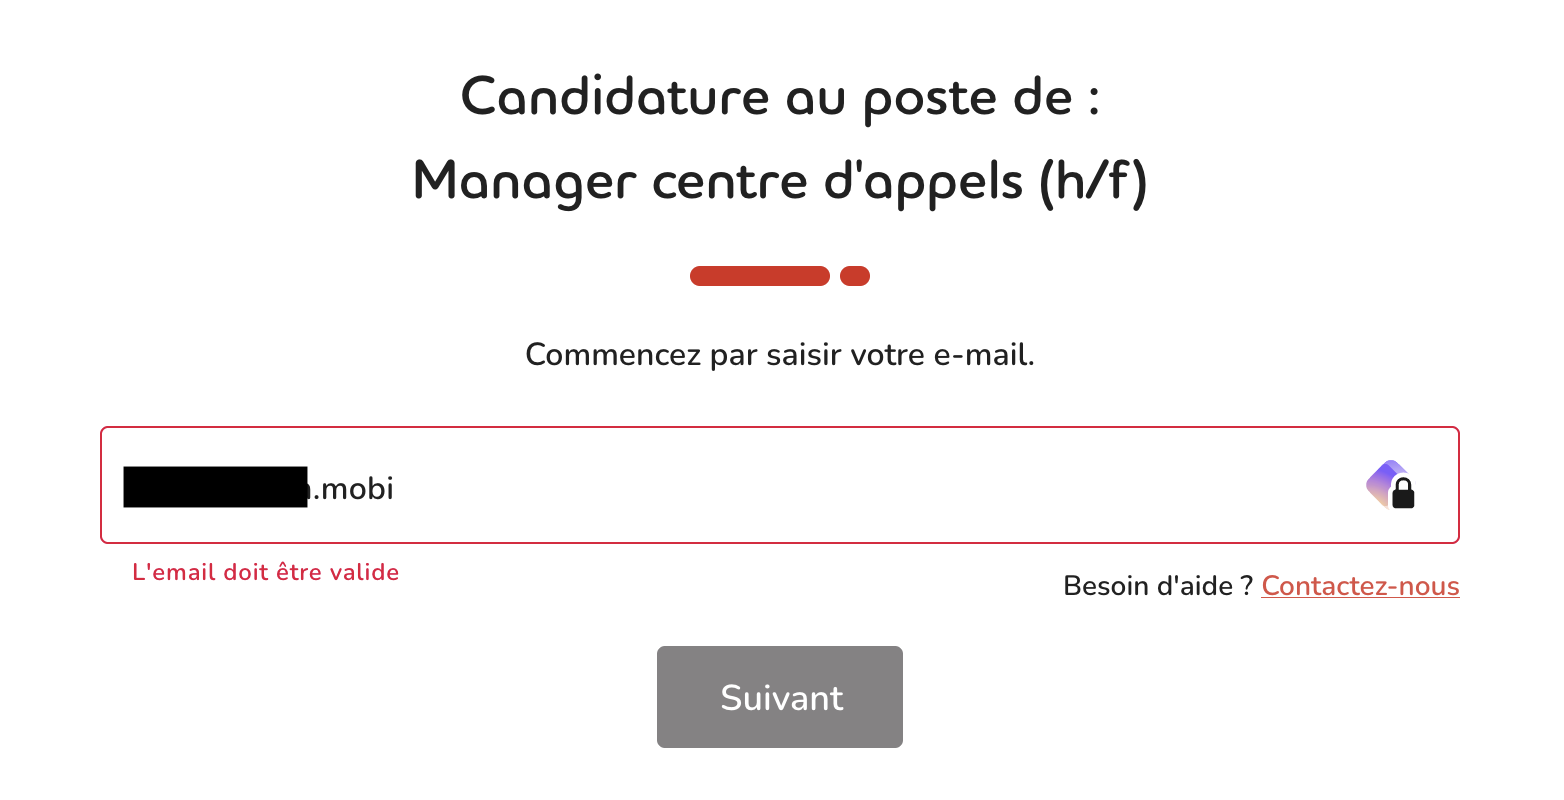 Candidature au poste de :
Manager centre d'appels (h/f)
Commencez par saisir votre e-mail.
.mobi
L'email doit être valide
Besoin d'aide ? Contactez-nous
Suivant